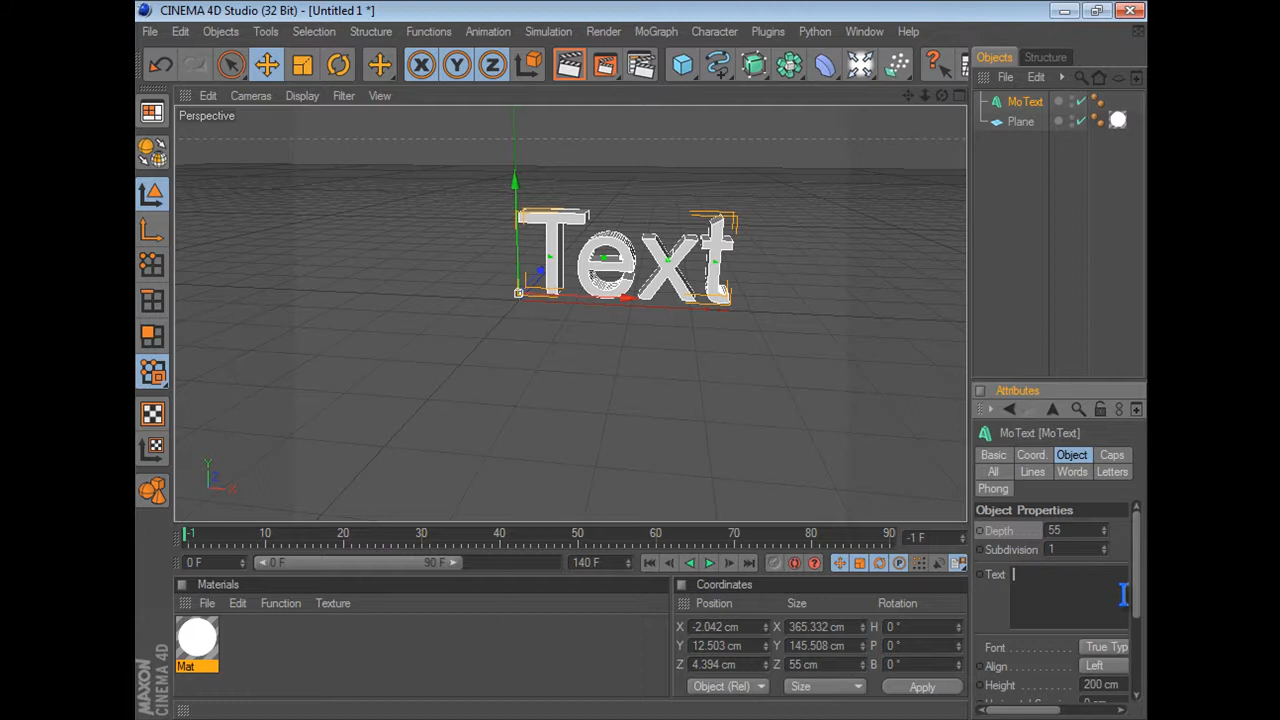 CINEMA 4D Studio (32 Bit) - [Untitled 1 *]
File Edit Objects Tools Selection Structure Functions Animation Simulation Render MoGraph Character Plugins Python Window Help
Objects Structure
File Edit
MoText
Plane
Edit Cameras Display Filter View
Perspective
Text
Y
Z
X
Attributes
MoText [MoText]
Basic Coord. Object Caps
All Lines Words Letters
Phong
Object Properties
Depth 55
Subdivision 1
Text
Font True Typ
Align Left
Height 200 cm
-1 10 20 30 40 50 60 70 80 90 -1 F
0 F 0 F 90 F 140 F
Materials
File Edit Function Texture
Mat
Coordinates
Position Size Rotation
X -2.042 cm X 365.332 cm H 0 °
Y 12.503 cm Y 145.508 cm P 0 °
Z 4.394 cm Z 55 cm B 0 °
Object (Rel) Size Apply
MAXON
CINEMA 4D